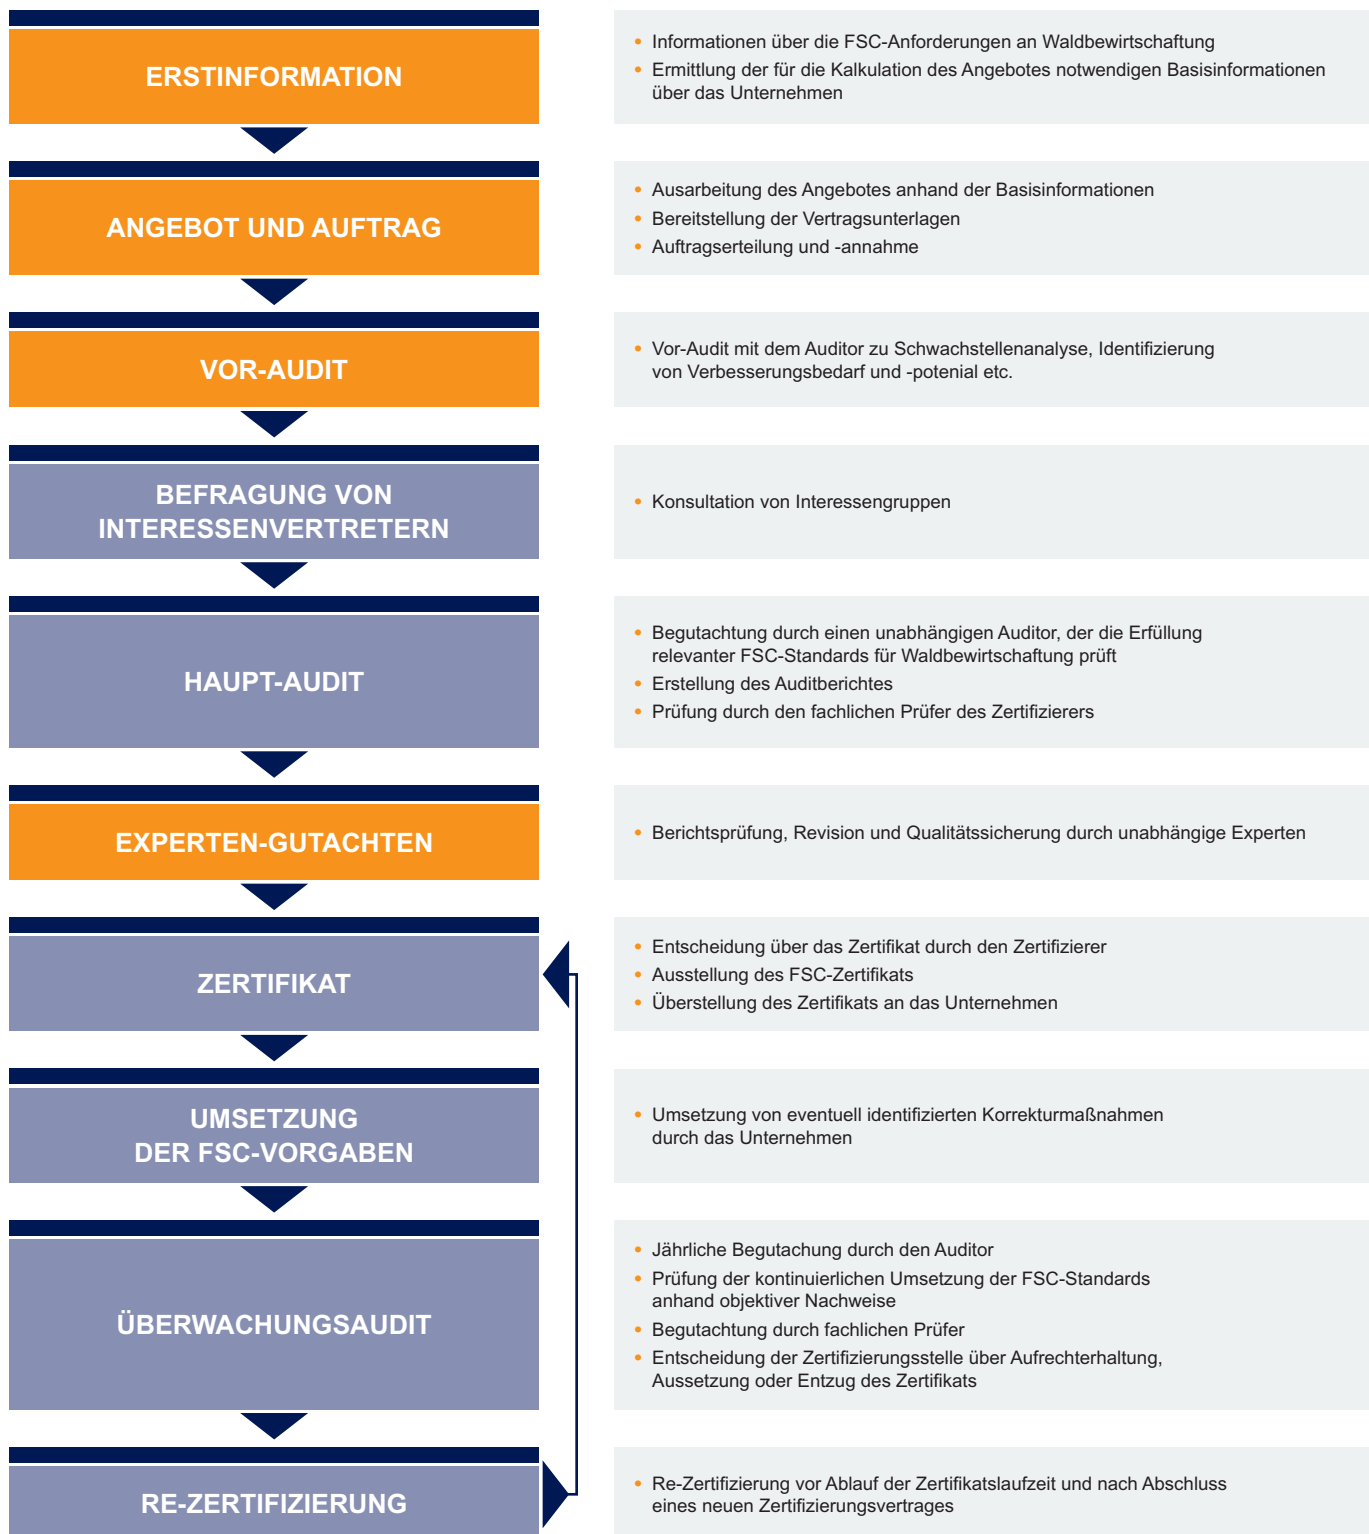 ERSTINFORMATION
• Informationen über die FSC-Anforderungen an Waldbewirtschaftung
• Ermittlung der für die Kalkulation des Angebotes notwendigen Basisinformationen
über das Unternehmen
ANGEBOT UND AUFTRAG
• Ausarbeitung des Angebotes anhand der Basisinformationen
• Bereitstellung der Vertragsunterlagen
• Auftragserteilung und -annahme
VOR-AUDIT
• Vor-Audit mit dem Auditor zu Schwachstellenanalyse, Identifizierung
von Verbesserungsbedarf und -potenial etc.
BEFRAGUNG VON
INTERESSENVERTRETERN
• Konsultation von Interessengruppen
HAUPT-AUDIT
• Begutachtung durch einen unabhängigen Auditor, der die Erfüllung
relevanter FSC-Standards für Waldbewirtschaftung prüft
• Erstellung des Auditberichtes
• Prüfung durch den fachlichen Prüfer des Zertifizierers
EXPERTEN-GUTACHTEN
• Berichtsprüfung, Revision und Qualitätssicherung durch unabhängige Experten
ZERTIFIKAT
• Entscheidung über das Zertifikat durch den Zertifizierer
• Ausstellung des FSC-Zertifikats
• Überstellung des Zertifikats an das Unternehmen
UMSETZUNG
DER FSC-VORGABEN
• Umsetzung von eventuell identifizierten Korrekturmaßnahmen
durch das Unternehmen
ÜBERWACHUNGSAUDIT
• Jährliche Begutachung durch den Auditor
• Prüfung der kontinuierlichen Umsetzung der FSC-Standards
anhand objektiver Nachweise
• Begutachtung durch fachlichen Prüfer
• Entscheidung der Zertifizierungsstelle über Aufrechterhaltung,
Aussetzung oder Entzug des Zertifikats
RE-ZERTIFIZIERUNG
• Re-Zertifizierung vor Ablauf der Zertifikatslaufzeit und nach Abschluss
eines neuen Zertifizierungsvertrages